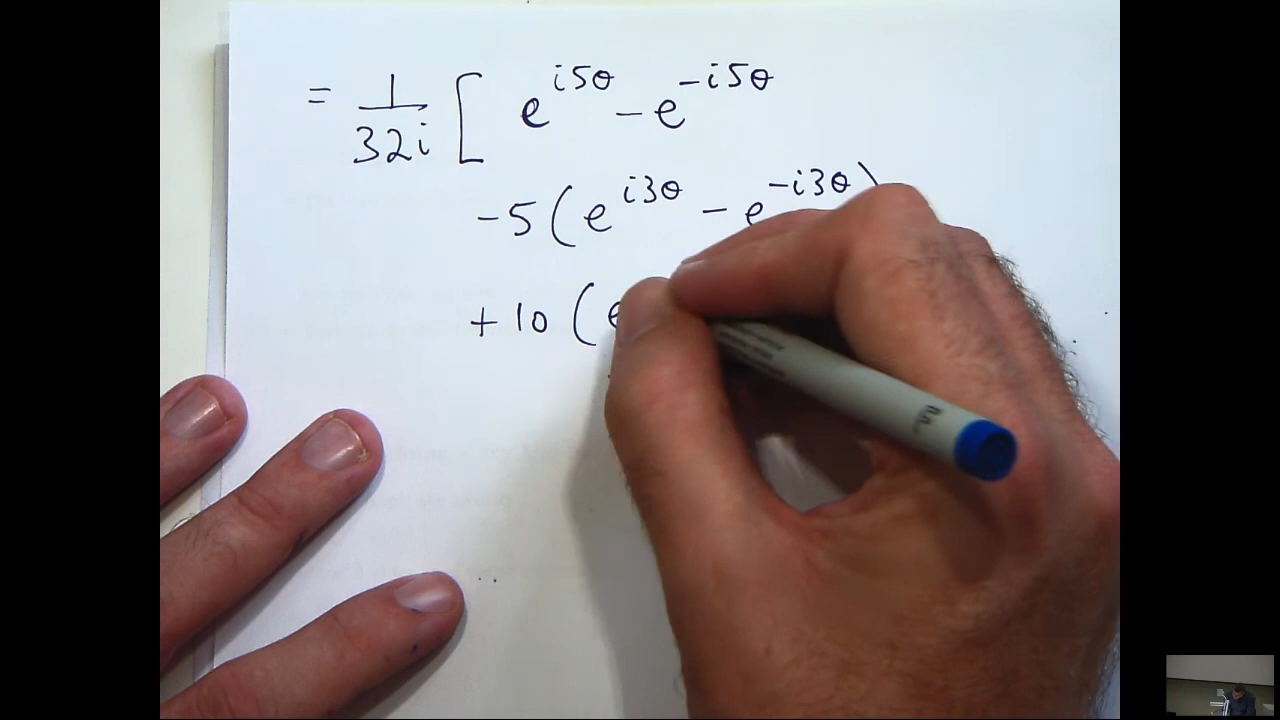 = 1/32i [ e^{i5θ} - e^{-i5θ}
-5 ( e^{i3θ} - e^{-i3θ} )
+ 10 ( e